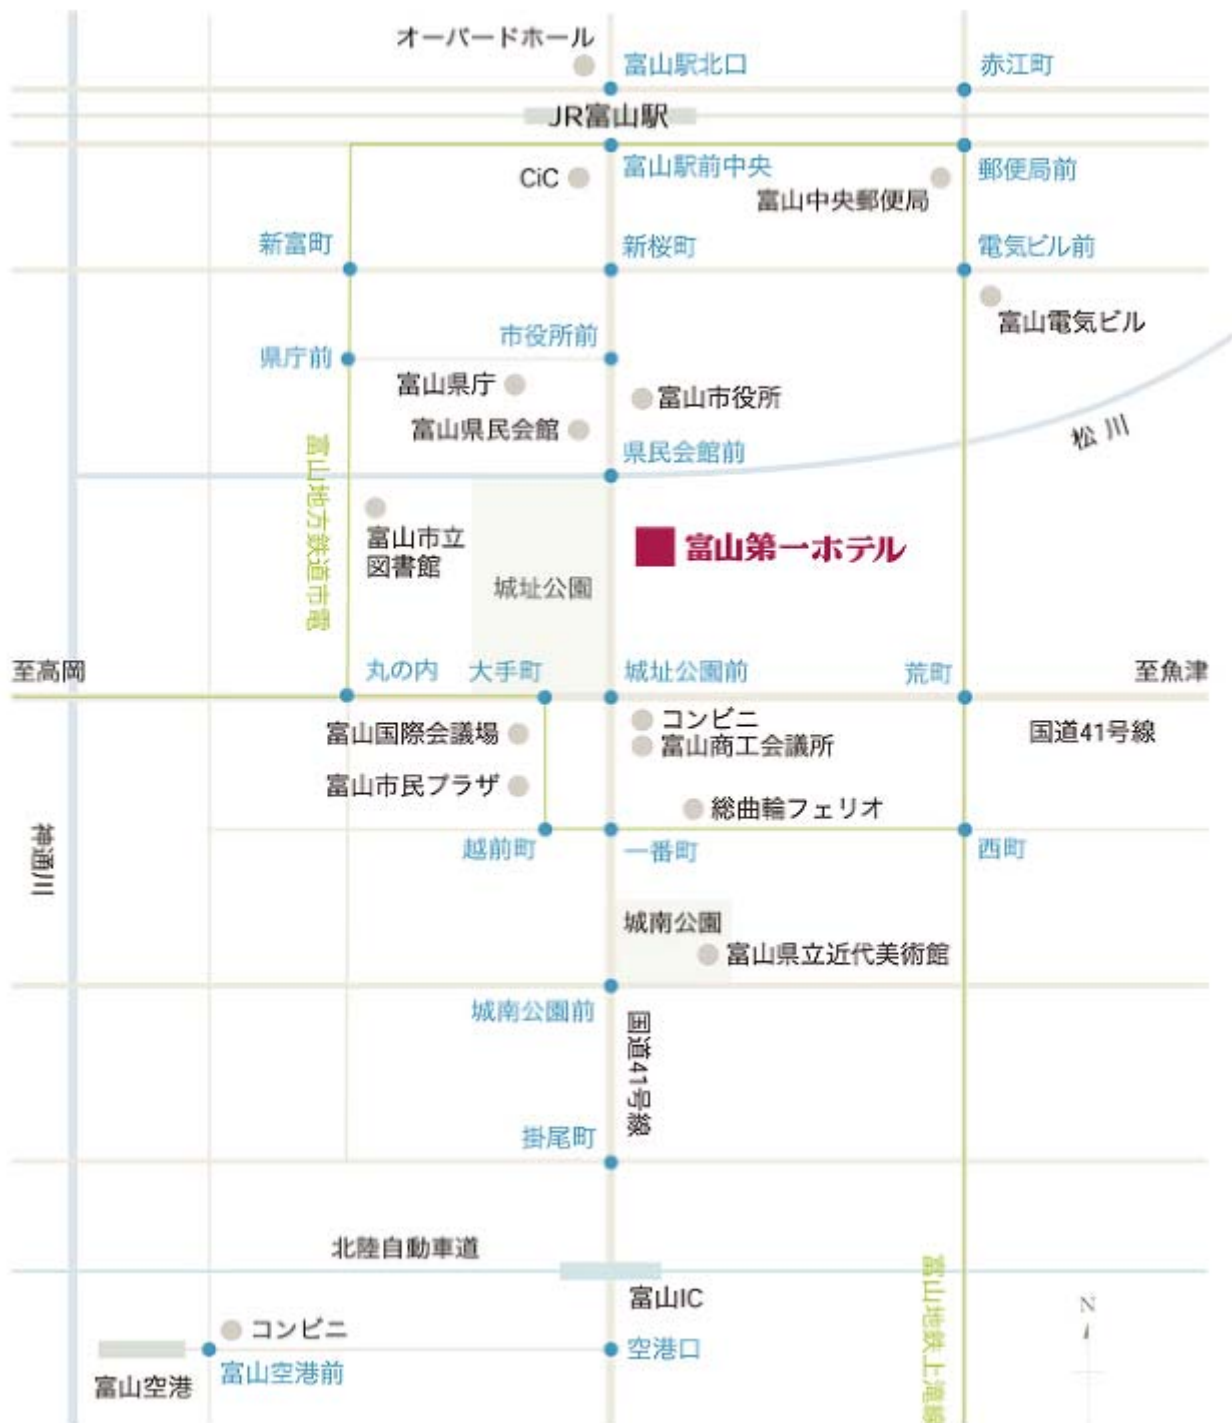 オーバードホール
富山駅北口
赤江町
JR富山駅
富山駅前中央
郵便局前
CiC
富山中央郵便局
新富町
新桜町
電気ビル前
富山電気ビル
市役所前
県庁前
富山県庁
富山市役所
富山県民会館
松川
県民会館前
富山地方鉄道市電
富山市立
図書館
富山第一ホテル
城址公園
至高岡
丸の内
大手町
城址公園前
荒町
至魚津
コンビニ
富山国際会議場
富山商工会議所
国道41号線
富山市民プラザ
総曲輪フェリオ
神通川
越前町
一番町
西町
城南公園
富山県立近代美術館
城南公園前
国道41号線
掛尾町
北陸自動車道
富山IC
富山地鉄上滝線
N
コンビニ
空港口
富山空港
富山空港前